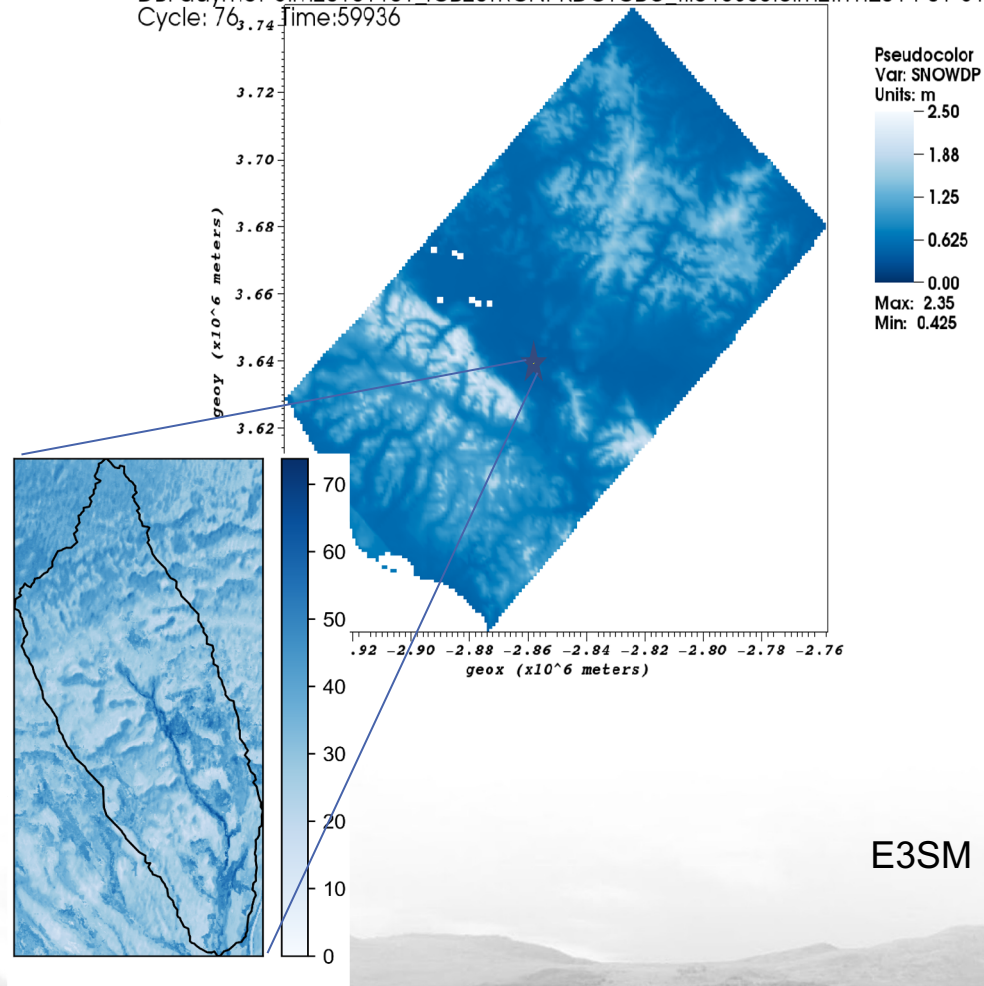 Cycle: 76 Time:59936
3.74
3.72
3.70
3.68
3.66
3.64
3.62
geoy (x10^6 meters)
Pseudocolor
Var: SNOWDP
Units: m
2.50
1.88
1.25
0.625
0.00
Max: 2.35
Min: 0.425
.92 -2.90 -2.88 -2.86 -2.84 -2.82 -2.80 -2.78 -2.76
geox (x10^6 meters)
70
60
50
40
30
20
10
0
E3SM